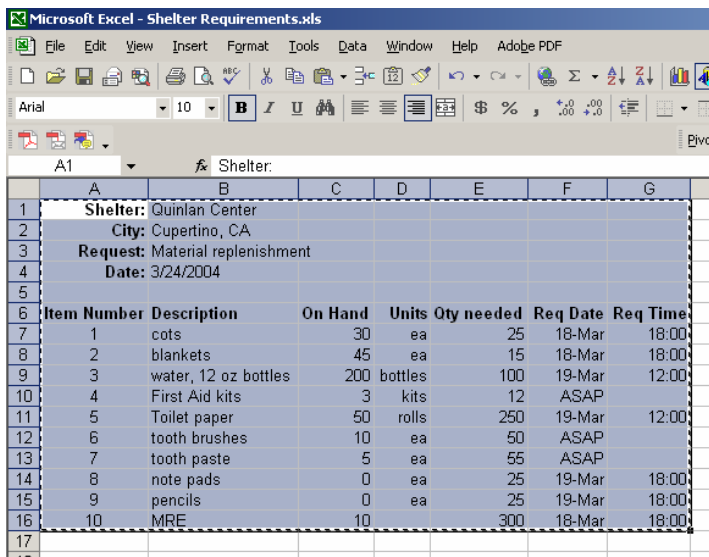 Microsoft Excel - Shelter Requirements.xls
File Edit View Insert Format Tools Data Window Help Adobe PDF
Arial 10 B I U $ % , .00 .00
A1 fx Shelter:
A B C D E F G
1 Shelter: Quinlan Center
2 City: Cupertino, CA
3 Request: Material replenishment
4 Date: 3/24/2004
5
6 Item Number Description On Hand Units Qty needed Req Date Req Time
7 1 cots 30 ea 25 18-Mar 18:00
8 2 blankets 45 ea 15 18-Mar 18:00
9 3 water, 12 oz bottles 200 bottles 100 19-Mar 12:00
10 4 First Aid kits 3 kits 12 ASAP
11 5 Toilet paper 50 rolls 250 19-Mar 12:00
12 6 tooth brushes 10 ea 50 ASAP
13 7 tooth paste 5 ea 55 ASAP
14 8 note pads 0 ea 25 19-Mar 18:00
15 9 pencils 0 ea 25 19-Mar 18:00
16 10 MRE 10 300 18-Mar 18:00
17